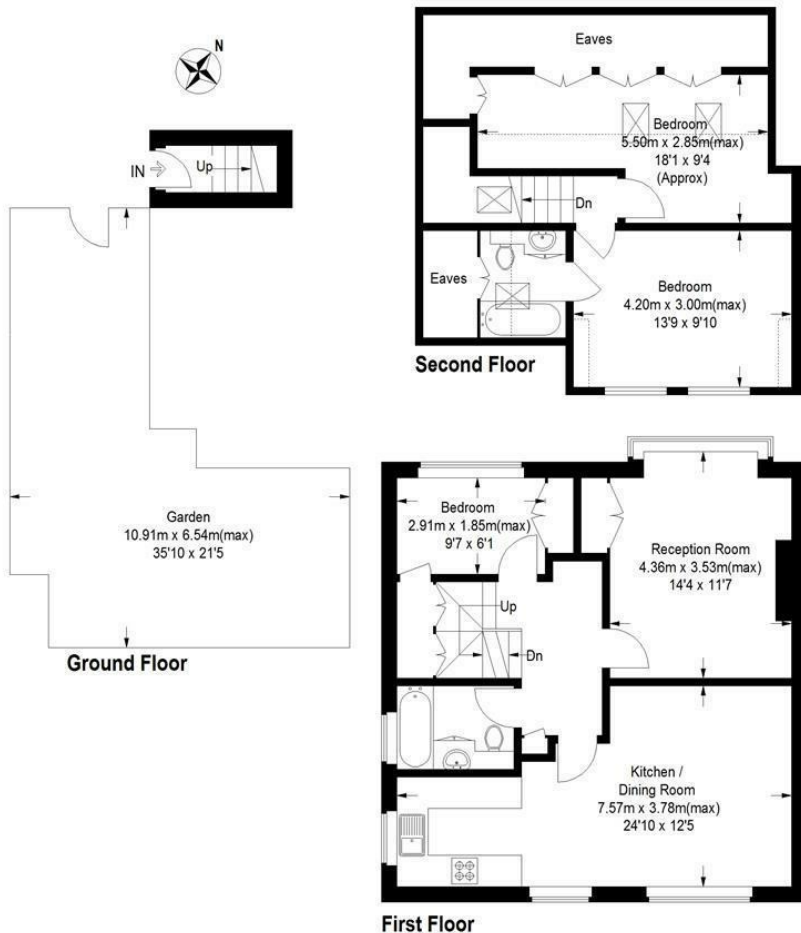 N
IN
Up
Garden
10.91m x 6.54m(max)
35'10 x 21'5
Ground Floor
Eaves
Bedroom
5.50m x 2.85m(max)
18'1 x 9'4
(Approx)
Dn
Eaves
Bedroom
4.20m x 3.00m(max)
13'9 x 9'10
Second Floor
Bedroom
2.91m x 1.85m(max)
9'7 x 6'1
Reception Room
4.36m x 3.53m(max)
14'4 x 11'7
Up
Dn
Kitchen /
Dining Room
7.57m x 3.78m(max)
24'10 x 12'5
First Floor